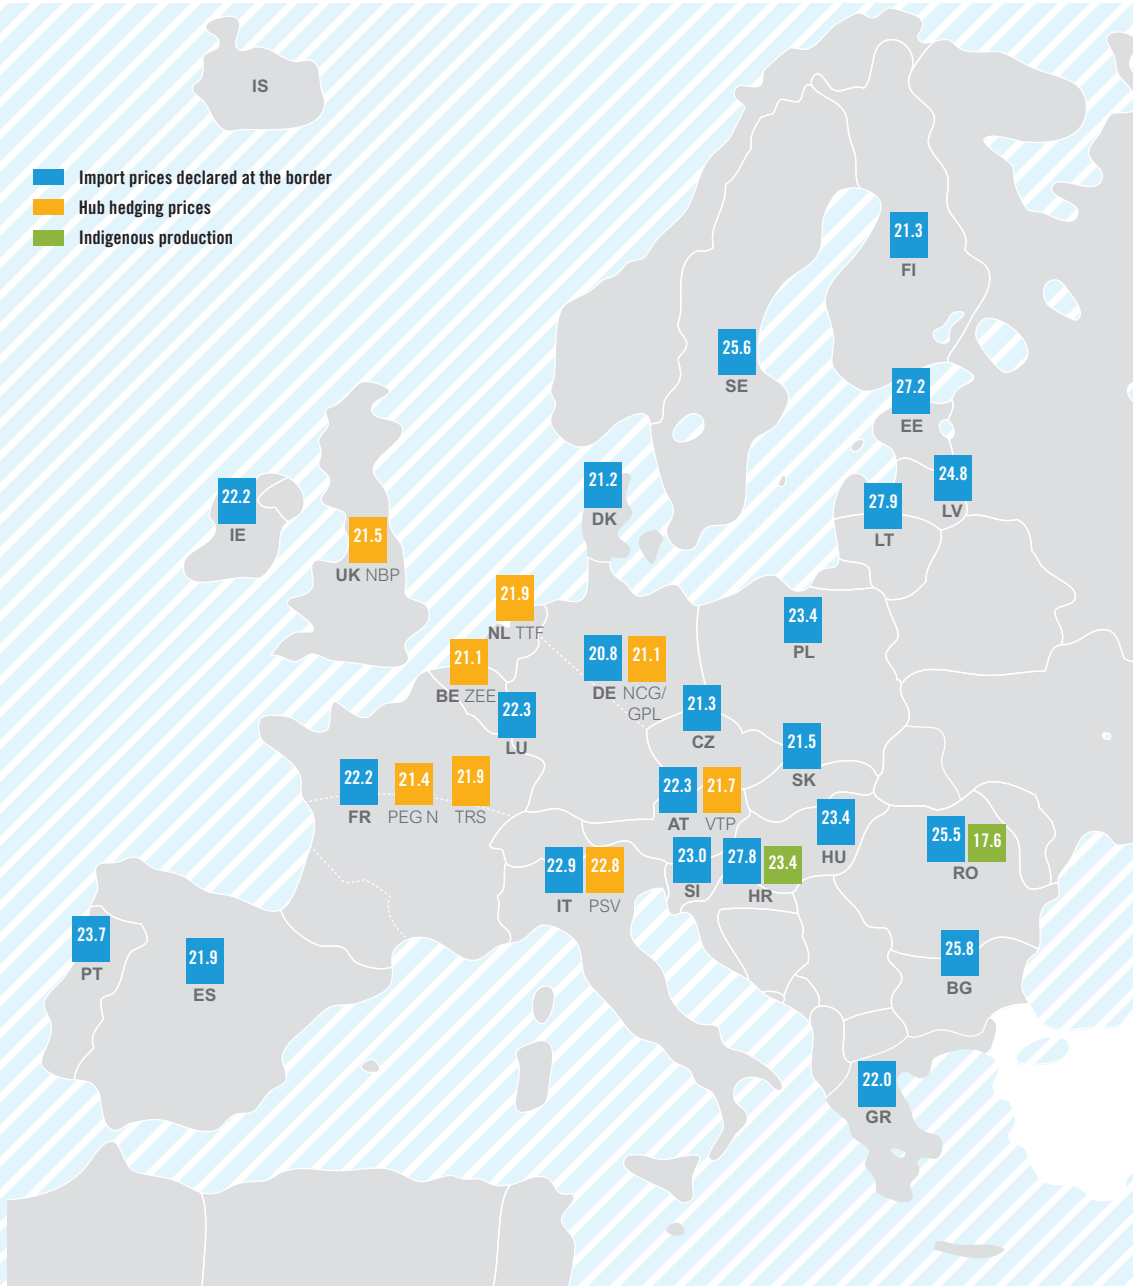 IS
Import prices declared at the border
Hub hedging prices
Indigenous production
21.3
FI
25.6
SE
27.2
EE
24.8
LV
27.9
LT
21.2
DK
22.2
IE
21.5
UK NBP
21.9
NL TTF
23.4
PL
21.1
BE ZEE
20.8 21.1
DE NCG/
GPL
22.3
LU
21.3
CZ
21.5
SK
22.2 21.4 21.9
FR PEG N TRS
22.3 21.7
AT VTP
23.4
HU
25.5 17.6
RO
22.9 22.8
IT PSV
23.0
SI
27.8 23.4
HR
23.7
PT
21.9
ES
25.8
BG
22.0
GR